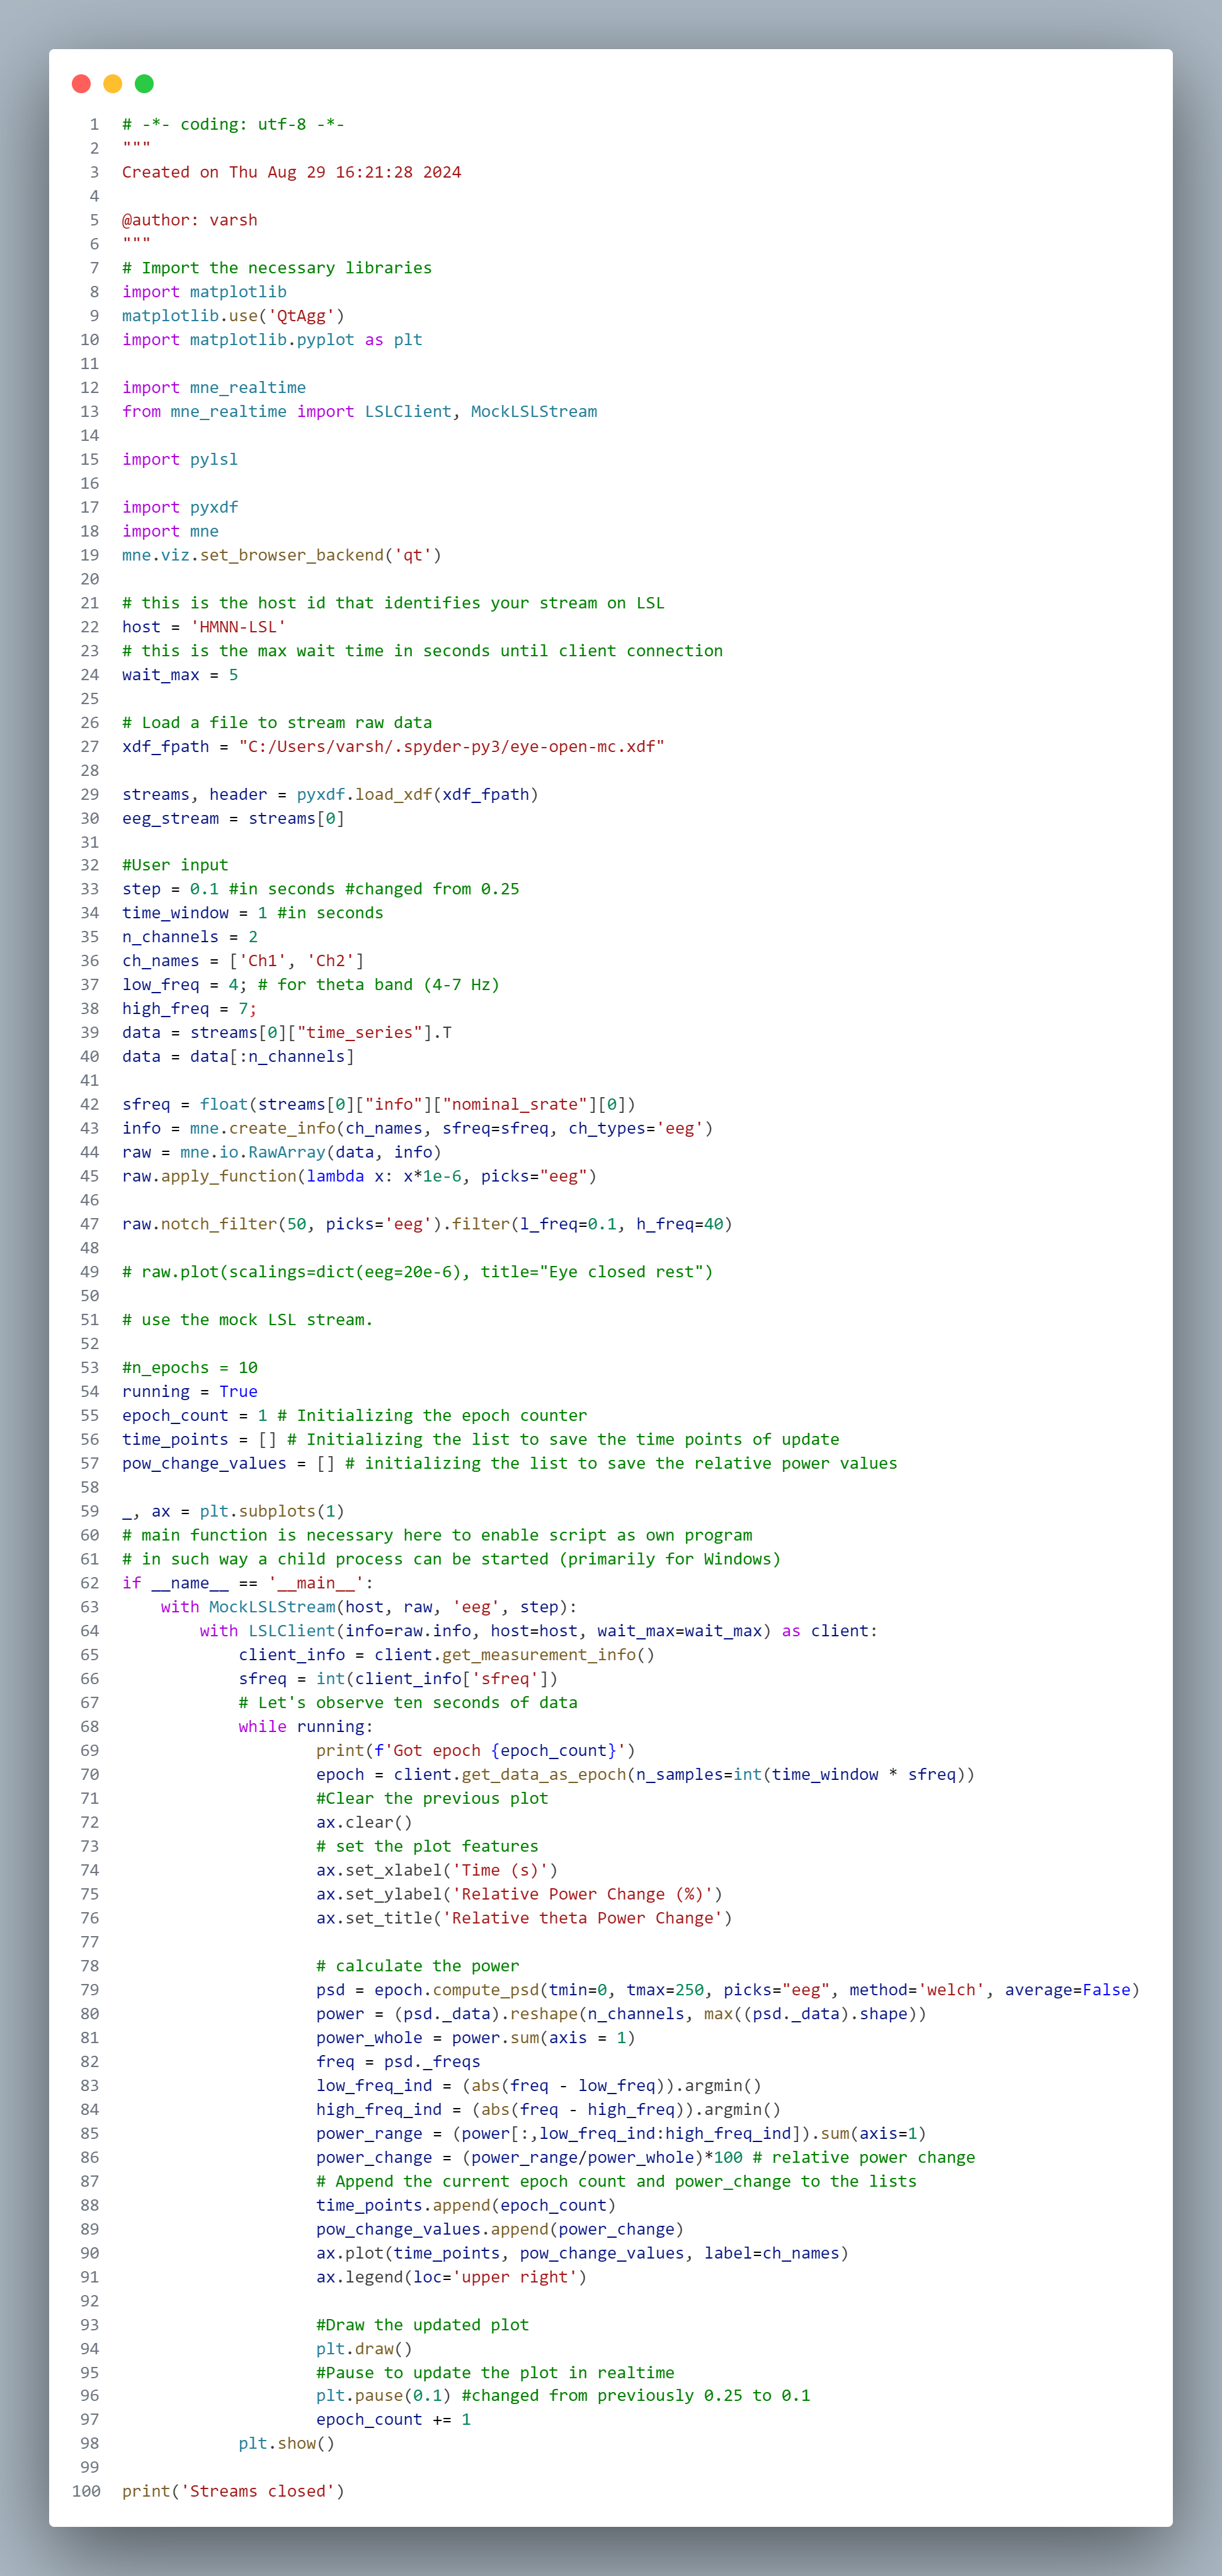 1 # -*- coding: utf-8 -*-
2 """
3 Created on Thu Aug 29 16:21:28 2024
4
5 @author: varsh
6 """
7 # Import the necessary libraries
8 import matplotlib
9 matplotlib.use('QtAgg')
10 import matplotlib.pyplot as plt
11
12 import mne_realtime
13 from mne_realtime import LSLClient, MockLSLStream
14
15 import pylsl
16
17 import pyxdf
18 import mne
19 mne.viz.set_browser_backend('qt')
20
21 # this is the host id that identifies your stream on LSL
22 host = 'HMNN-LSL'
23 # this is the max wait time in seconds until client connection
24 wait_max = 5
25
26 # Load a file to stream raw data
27 xdf_fpath = "C:/Users/varsh/.spyder-py3/eye-open-mc.xdf"
28
29 streams, header = pyxdf.load_xdf(xdf_fpath)
30 eeg_stream = streams[0]
31
32 #User input
33 step = 0.1 #in seconds #changed from 0.25
34 time_window = 1 #in seconds
35 n_channels = 2
36 ch_names = ['Ch1', 'Ch2']
37 low_freq = 4; # for theta band (4-7 Hz)
38 high_freq = 7;
39 data = streams[0]["time_series"].T
40 data = data[:n_channels]
41
42 sfreq = float(streams[0]["info"]["nominal_srate"][0])
43 info = mne.create_info(ch_names, sfreq=sfreq, ch_types='eeg')
44 raw = mne.io.RawArray(data, info)
45 raw.apply_function(lambda x: x*1e-6, picks="eeg")
46
47 raw.notch_filter(50, picks='eeg').filter(l_freq=0.1, h_freq=40)
48
49 # raw.plot(scalings=dict(eeg=20e-6), title="Eye closed rest")
50
51 # use the mock LSL stream.
52
53 #n_epochs = 10
54 running = True
55 epoch_count = 1 # Initializing the epoch counter
56 time_points = [] # Initializing the list to save the time points of update
57 pow_change_values = [] # initializing the list to save the relative power values
58
59 _, ax = plt.subplots(1)
60 # main function is necessary here to enable script as own program
61 # in such way a child process can be started (primarily for Windows)
62 if __name__ == '__main__':
63     with MockLSLStream(host, raw, 'eeg', step):
64         with LSLClient(info=raw.info, host=host, wait_max=wait_max) as client:
65             client_info = client.get_measurement_info()
66             sfreq = int(client_info['sfreq'])
67             # Let's observe ten seconds of data
68             while running:
69                     print(f'Got epoch {epoch_count}')
70                     epoch = client.get_data_as_epoch(n_samples=int(time_window * sfreq))
71                     #Clear the previous plot
72                     ax.clear()
73                     # set the plot features
74                     ax.set_xlabel('Time (s)')
75                     ax.set_ylabel('Relative Power Change (%)')
76                     ax.set_title('Relative theta Power Change')
77
78                     # calculate the power
79                     psd = epoch.compute_psd(tmin=0, tmax=250, picks="eeg", method='welch', average=False)
80                     power = (psd._data).reshape(n_channels, max((psd._data).shape))
81                     power_whole = power.sum(axis = 1)
82                     freq = psd._freqs
83                     low_freq_ind = (abs(freq - low_freq)).argmin()
84                     high_freq_ind = (abs(freq - high_freq)).argmin()
85                     power_range = (power[:,low_freq_ind:high_freq_ind]).sum(axis=1)
86                     power_change = (power_range/power_whole)*100 # relative power change
87                     # Append the current epoch count and power_change to the lists
88                     time_points.append(epoch_count)
89                     pow_change_values.append(power_change)
90                     ax.plot(time_points, pow_change_values, label=ch_names)
91                     ax.legend(loc='upper right')
92
93                     #Draw the updated plot
94                     plt.draw()
95                     #Pause to update the plot in realtime
96                     plt.pause(0.1) #changed from previously 0.25 to 0.1
97                     epoch_count += 1
98             plt.show()
99
100 print('Streams closed')